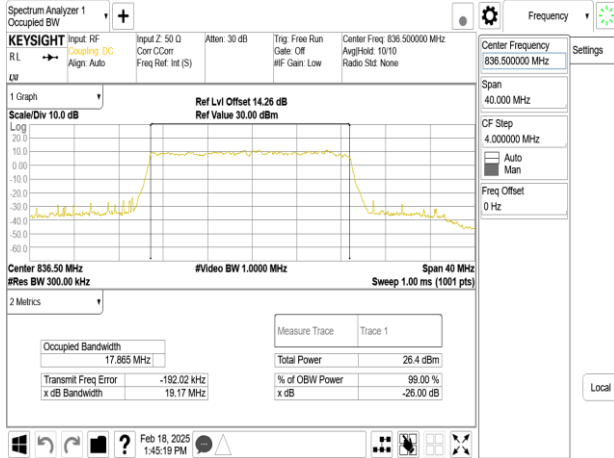 Spectrum Analyzer 1
Occupied BW
+
Frequency
KEYSIGHT
RL
Input: RF
Coupling: DC
Align: Auto
Input Z: 50 Ω
Corr CCorr
Freq Ref: Int (S)
Atten: 30 dB
Trig: Free Run
Gate: Off
#IF Gain: Low
Center Freq: 836.500000 MHz
Avg|Hold: 10/10
Radio Std: None
Center Frequency
836.500000 MHz
Settings
Span
40.000 MHz
CF Step
4.000000 MHz
Auto
Man
Freq Offset
0 Hz
Local
1 Graph
Scale/Div 10.0 dB
Ref Lvl Offset 14.26 dB
Ref Value 30.00 dBm
Log
20.0
10.0
0.00
-10.0
-20.0
-30.0
-40.0
-50.0
-60.0
Center 836.50 MHz
#Video BW 1.0000 MHz
Span 40 MHz
#Res BW 300.00 kHz
Sweep 1.00 ms (1001 pts)
2 Metrics
Measure Trace Trace 1
Occupied Bandwidth
17.865 MHz
Total Power 26.4 dBm
Transmit Freq Error -192.02 kHz
% of OBW Power 99.00 %
x dB Bandwidth 19.17 MHz
x dB -26.00 dB
?
Feb 18, 2025
1:45:19 PM